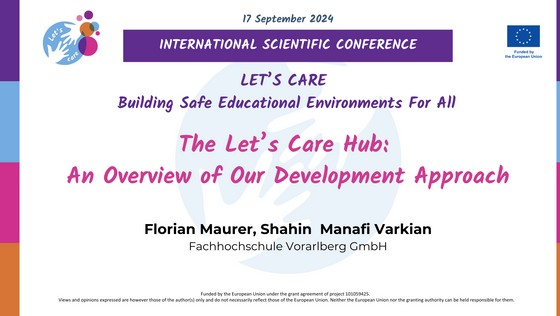 17 September 2024
Let's
care
INTERNATIONAL SCIENTIFIC CONFERENCE
Funded by
the European Union
LET'S CARE
Building Safe Educational Environments For All
The Let's Care Hub:
An Overview of Our Development Approach
Florian Maurer, Shahin Manafi Varkian
Fachhochschule Vorarlberg GmbH
Funded by the European Union under the grant agreement of project 101059425.
Views and opinions expressed are however those of the author(s) only and do not necessarily reflect those of the European Union. Neither the European Union nor the granting authority can be held responsible for them.